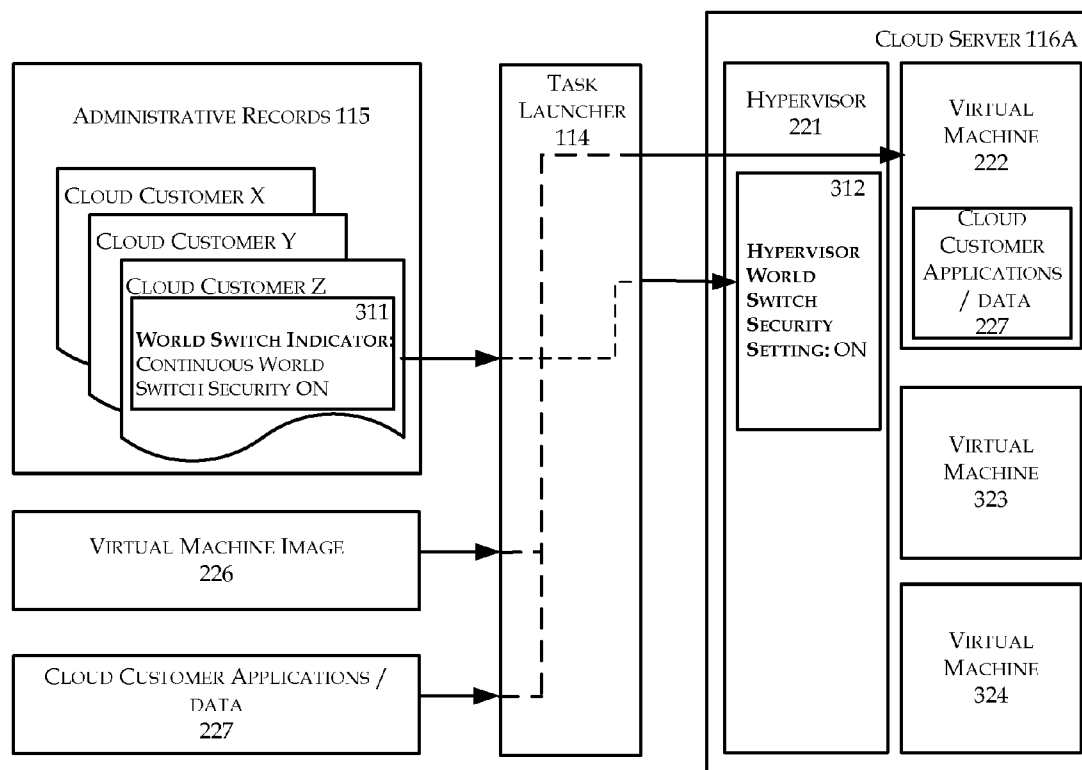 ADMINISTRATIVE RECORDS 115
CLOUD CUSTOMER X
CLOUD CUSTOMER Y
CLOUD CUSTOMER Z
311
WORLD SWITCH INDICATOR:
CONTINUOUS WORLD
SWITCH SECURITY ON
VIRTUAL MACHINE IMAGE
226
CLOUD CUSTOMER APPLICATIONS /
DATA
227
TASK
LAUNCHER
114
CLOUD SERVER 116A
HYPERVISOR
221
312
HYPERVISOR
WORLD
SWITCH
SECURITY
SETTING: ON
VIRTUAL
MACHINE
222
CLOUD
CUSTOMER
APPLICATIONS
/ DATA
227
VIRTUAL
MACHINE
323
VIRTUAL
MACHINE
324